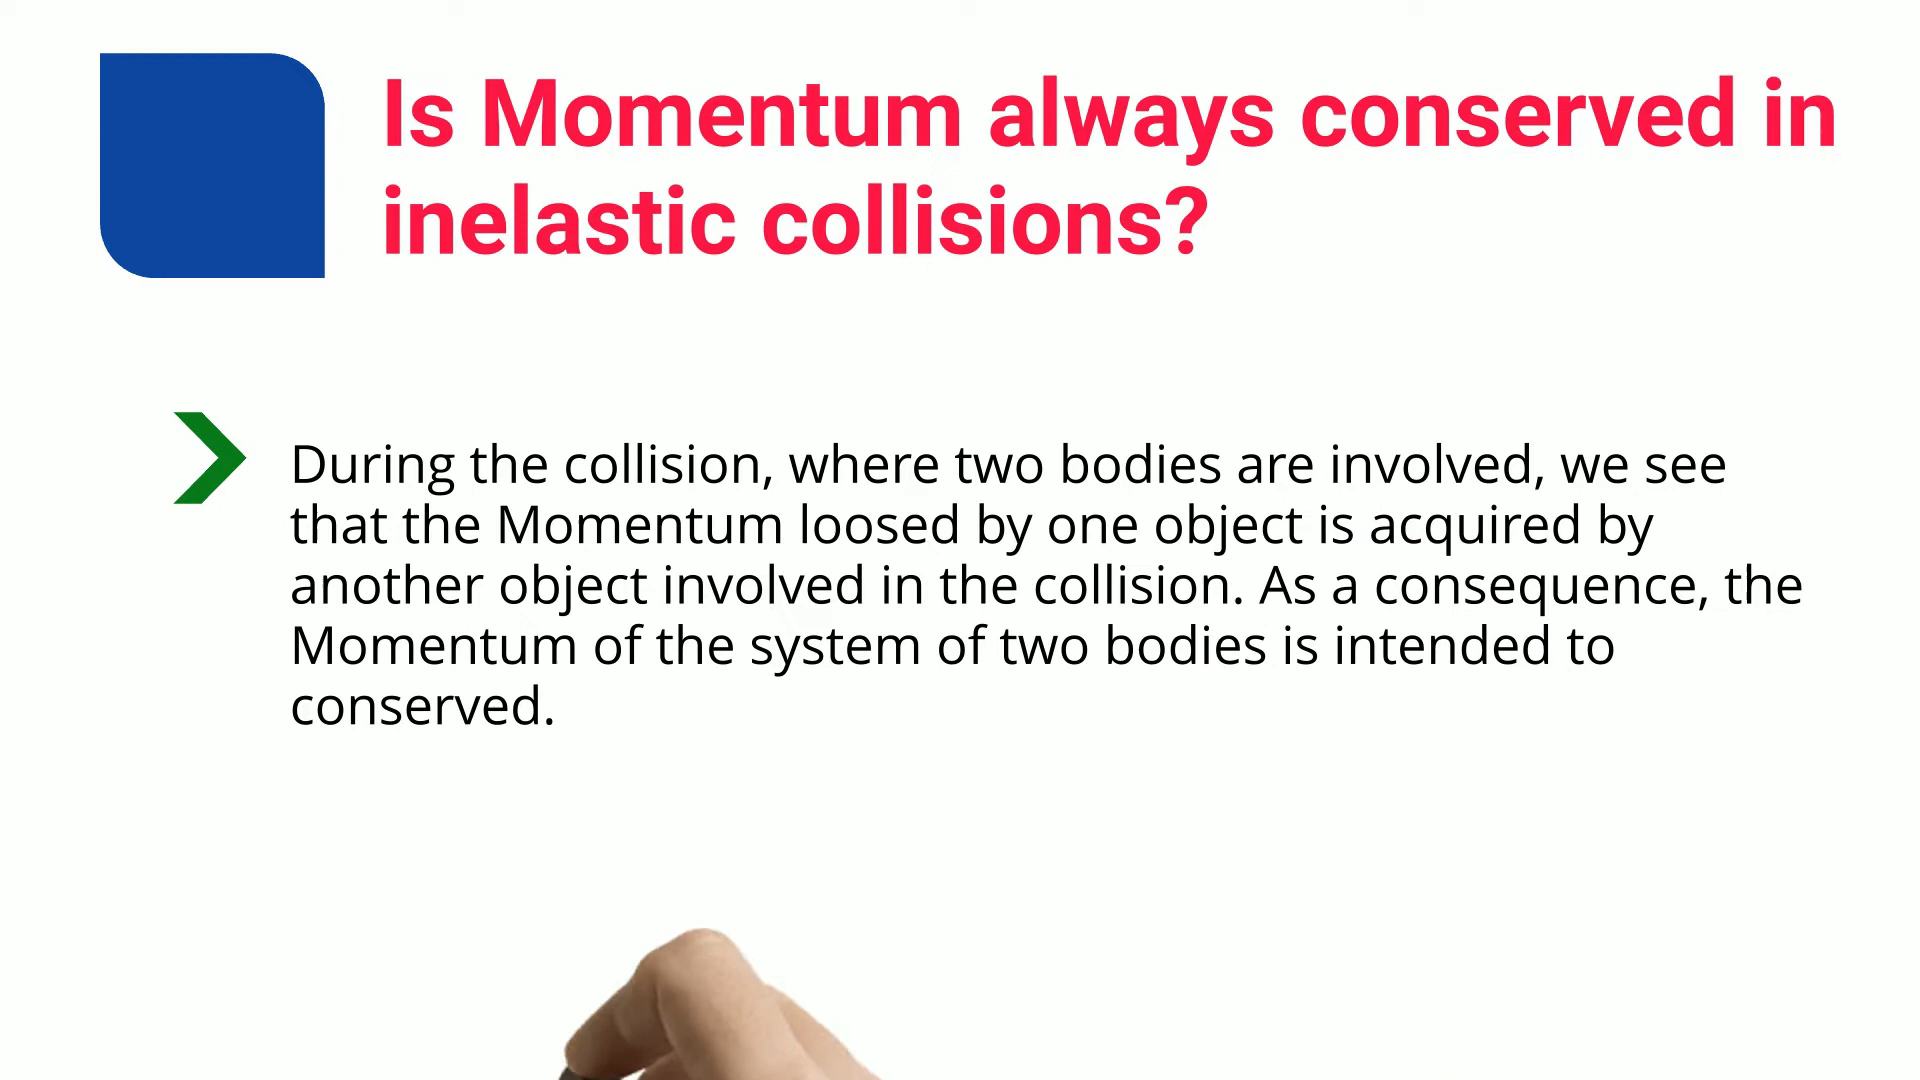 Is Momentum always conserved in
inelastic collisions?
During the collision, where two bodies are involved, we see
that the Momentum loosed by one object is acquired by
another object involved in the collision. As a consequence, the
Momentum of the system of two bodies is intended to
conserved.